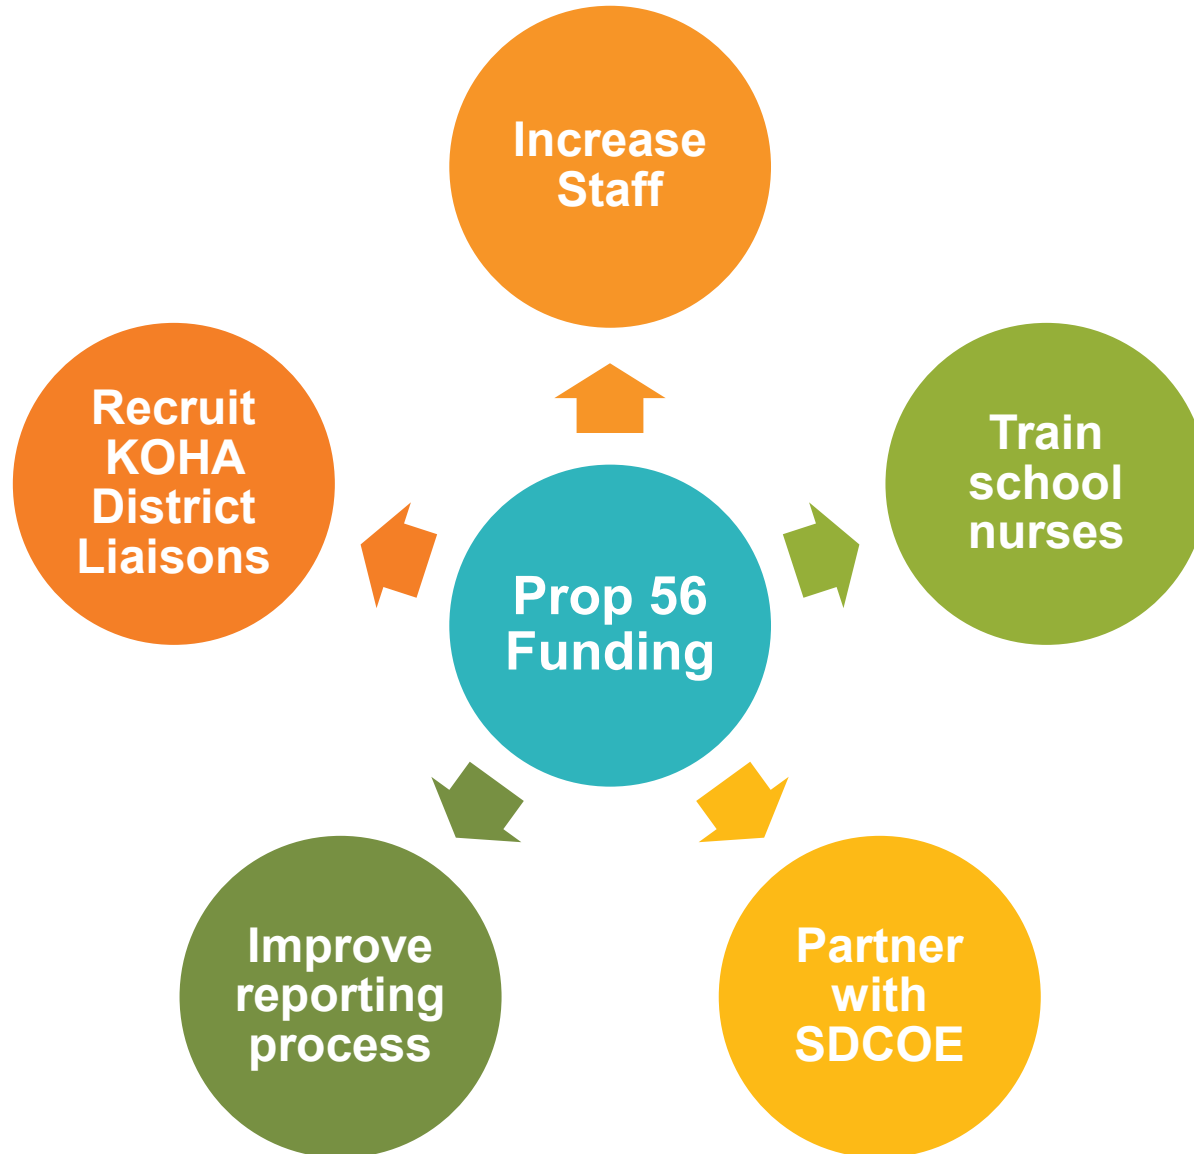 Increase
Staff
Recruit
KOHA
District
Liaisons
Train
school
nurses
Prop 56
Funding
Improve
reporting
process
Partner
with
SDCOE